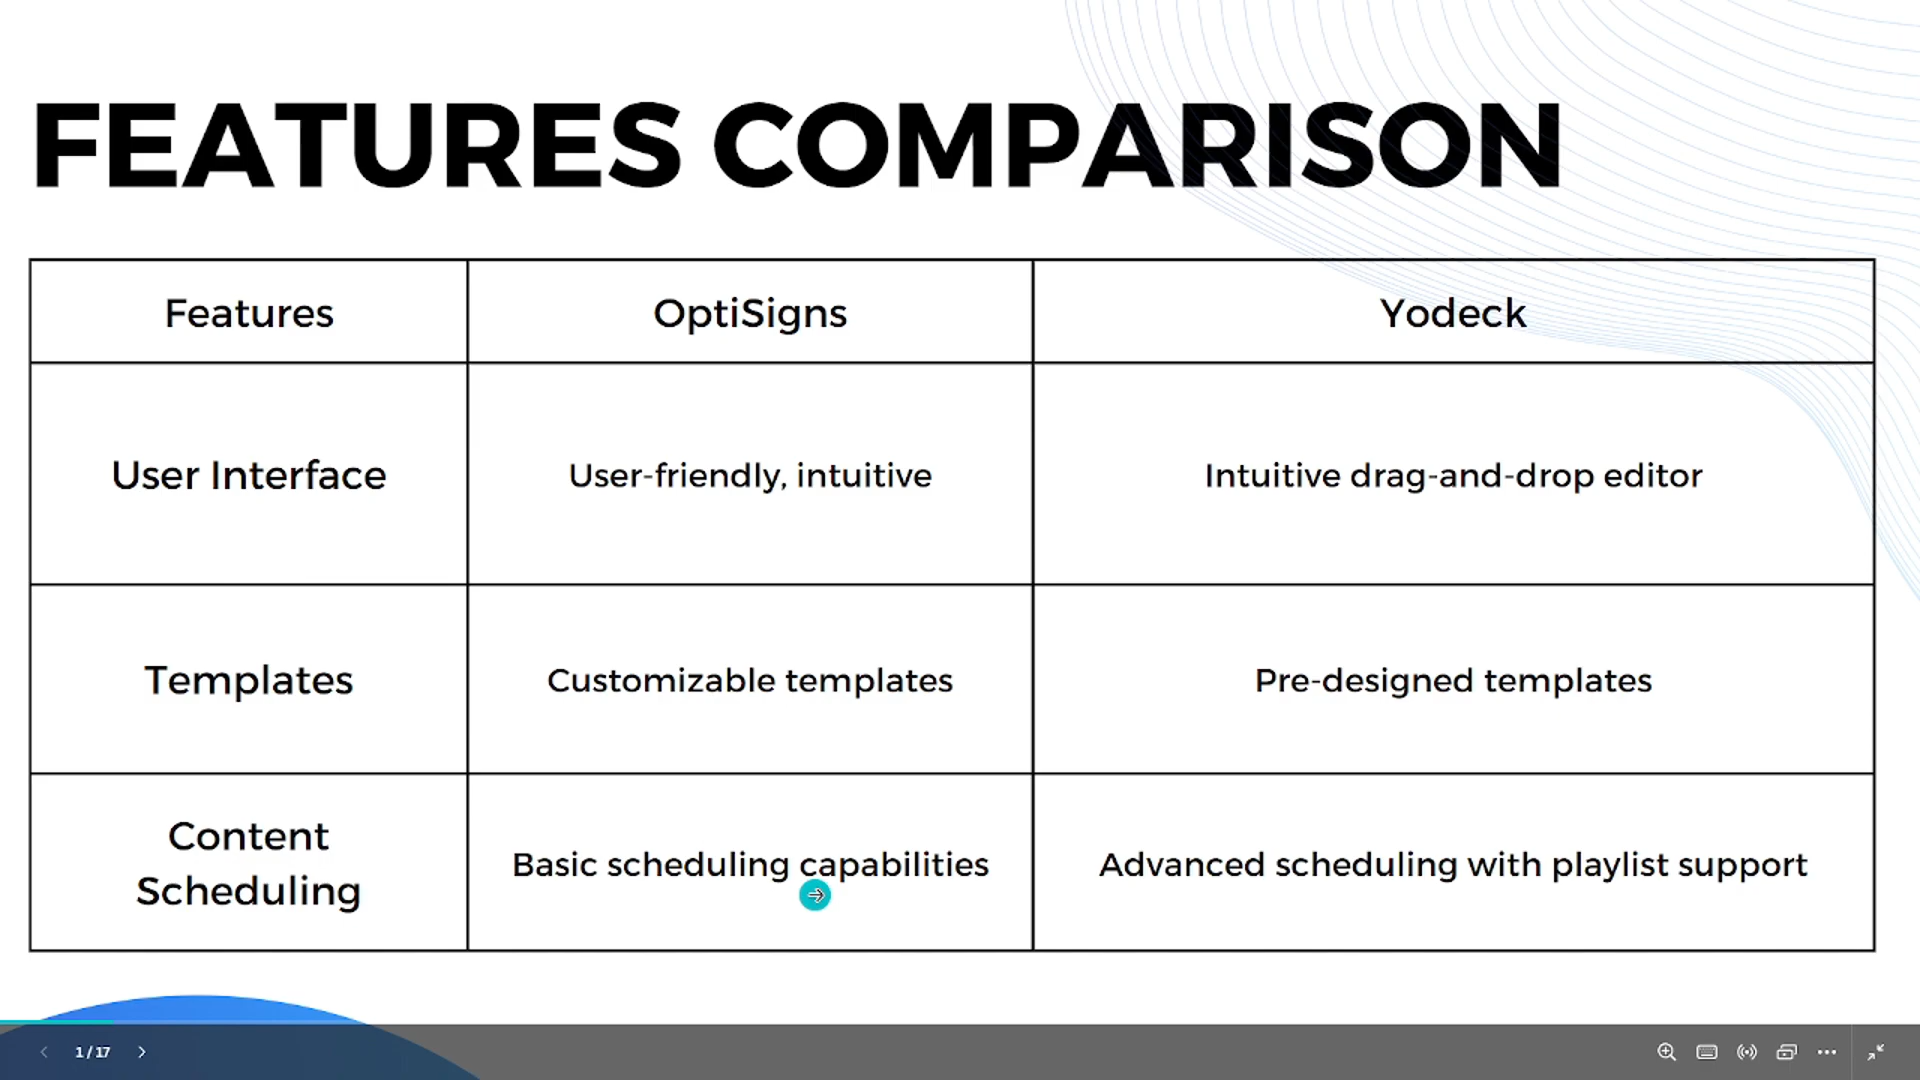 FEATURES COMPARISON
Features OptiSigns Yodeck
User Interface User-friendly, intuitive Intuitive drag-and-drop editor
Templates Customizable templates Pre-designed templates
Content
Scheduling Basic scheduling capabilities Advanced scheduling with playlist support
1 / 17